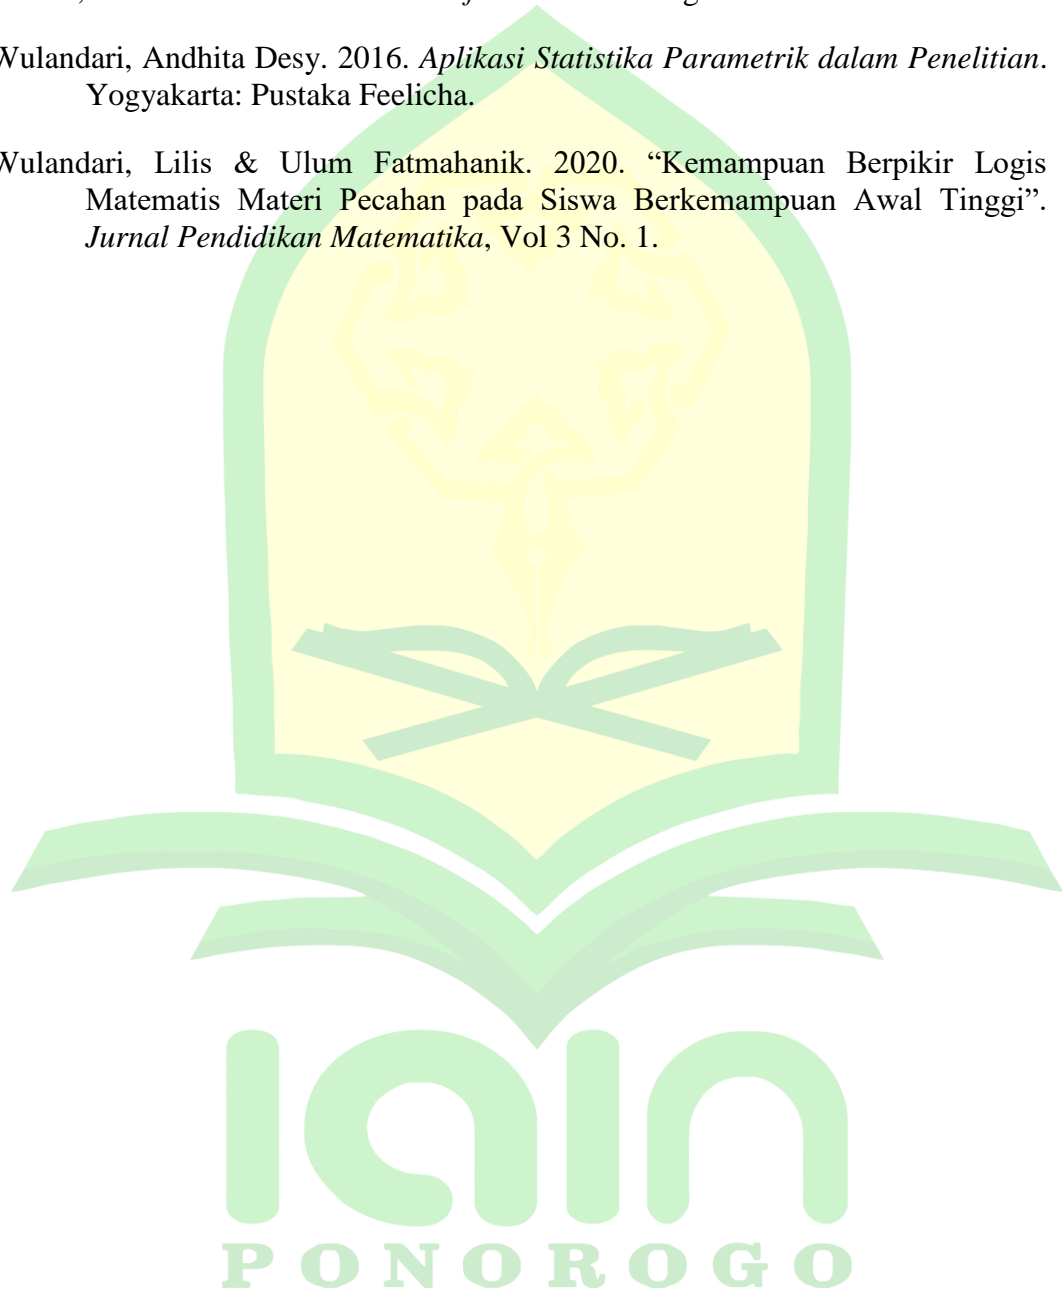 Wulandari, Andhita Desy. 2016. Aplikasi Statistika Parametrik dalam Penelitian.
Yogyakarta: Pustaka Feelicha.
Wulandari, Lilis & Ulum Fatmahanik. 2020. “Kemampuan Berpikir Logis
Matematis Materi Pecahan pada Siswa Berkemampuan Awal Tinggi”.
Jurnal Pendidikan Matematika, Vol 3 No. 1.
IAIN
PONOROGO